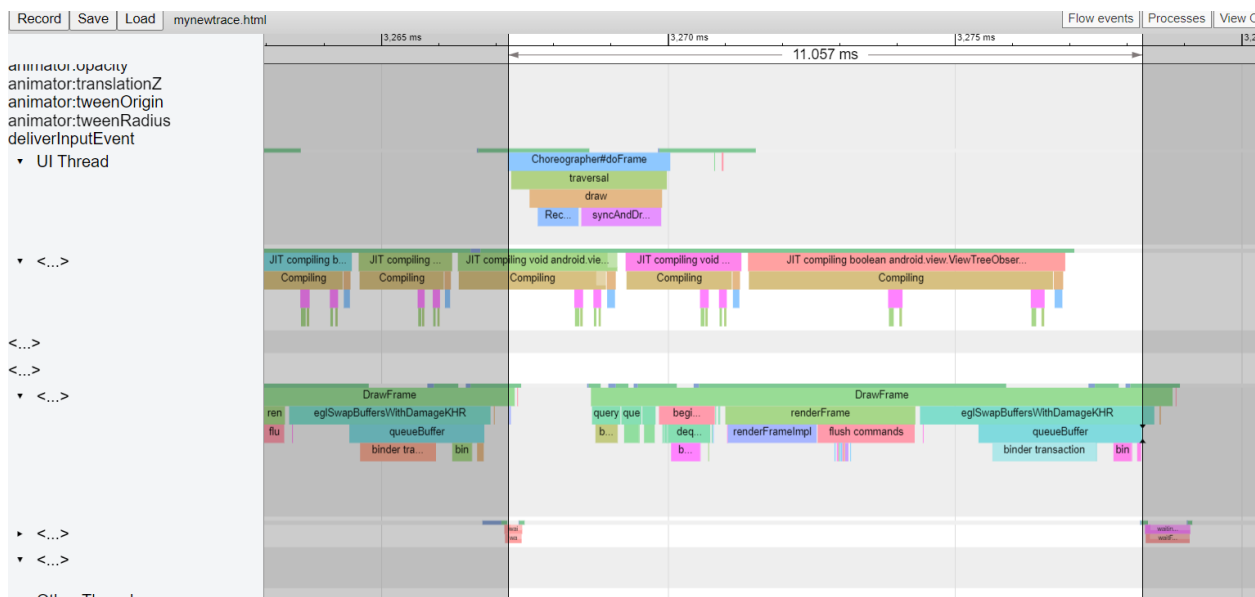 Record Save Load mynewtrace.html Flow events Processes View
3,265 ms 3,270 ms 3,275 ms
11.057 ms
animator:opacity
animator:translationZ
animator:tweenOrigin
animator:tweenRadius
deliverInputEvent
▾ UI Thread
Choreographer#doFrame
traversal
draw
Rec... syncAndDr...
▾ <...>
JIT compiling b... JIT compiling ... JIT compiling void android.vie... JIT compiling void ... JIT compiling boolean android.view.ViewTreeObser...
Compiling Compiling Compiling Compiling Compiling
<...>
<...>
▾ <...>
DrawFrame DrawFrame
ren eglSwapBuffersWithDamageKHR query que begi... renderFrame eglSwapBuffersWithDamageKHR
flu queueBuffer b... deq... renderFrameImpl flush commands queueBuffer
binder tra... bin b... binder transaction bin
▸ <...>
waitin...
waitF...
▾ <...>